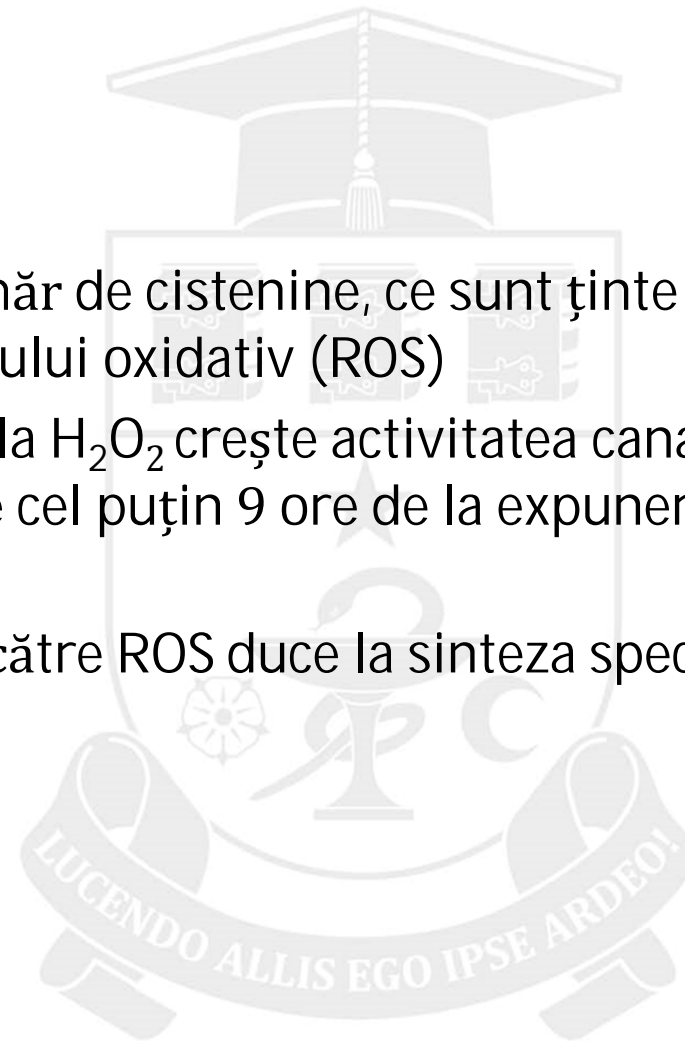 năr de cistenine, ce sunt ținte
ului oxidativ (ROS)
la H₂O₂ crește activitatea cana
cel puțin 9 ore de la expuner
către ROS duce la sinteza spec
LUCENDO ALLIS EGO IPSE ARDEO!